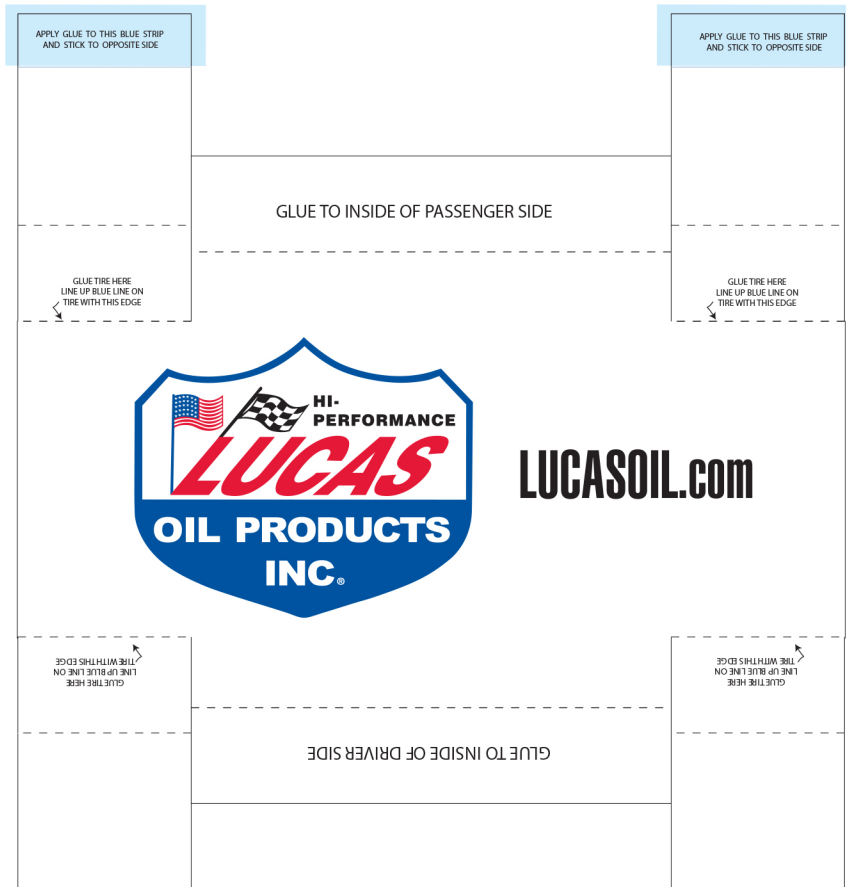 APPLY GLUE TO THIS BLUE STRIP
AND STICK TO OPPOSITE SIDE
APPLY GLUE TO THIS BLUE STRIP
AND STICK TO OPPOSITE SIDE
GLUE TO INSIDE OF PASSENGER SIDE
GLUE TIRE HERE
LINE UP BLUE LINE ON
TIRE WITH THIS EDGE
GLUE TIRE HERE
LINE UP BLUE LINE ON
TIRE WITH THIS EDGE
HI-
PERFORMANCE
LUCAS
OIL PRODUCTS
INC.®
LUCASOIL.com
GLUE TIRE HERE
LINE UP BLUE LINE ON
TIRE WITH THIS EDGE
GLUE TIRE HERE
LINE UP BLUE LINE ON
TIRE WITH THIS EDGE
GLUE TO INSIDE OF DRIVER SIDE